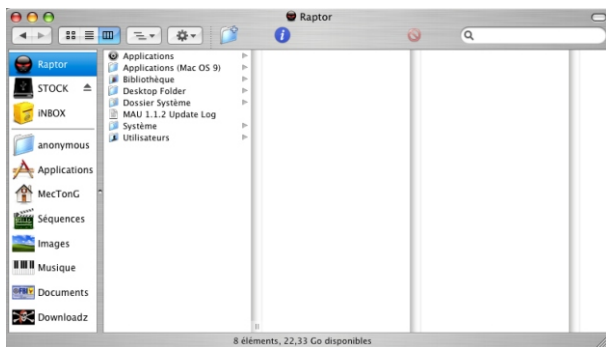 Raptor
Raptor
STOCK
iNBOX
anonymous
Applications
MecTonG
Séquences
Images
Musique
Documents
Downloadz
Applications
Applications (Mac OS 9)
Bibliothèque
Desktop Folder
Dossier Système
MAU 1.1.2 Update Log
Système
Utilisateurs
8 éléments, 22,33 Go disponibles